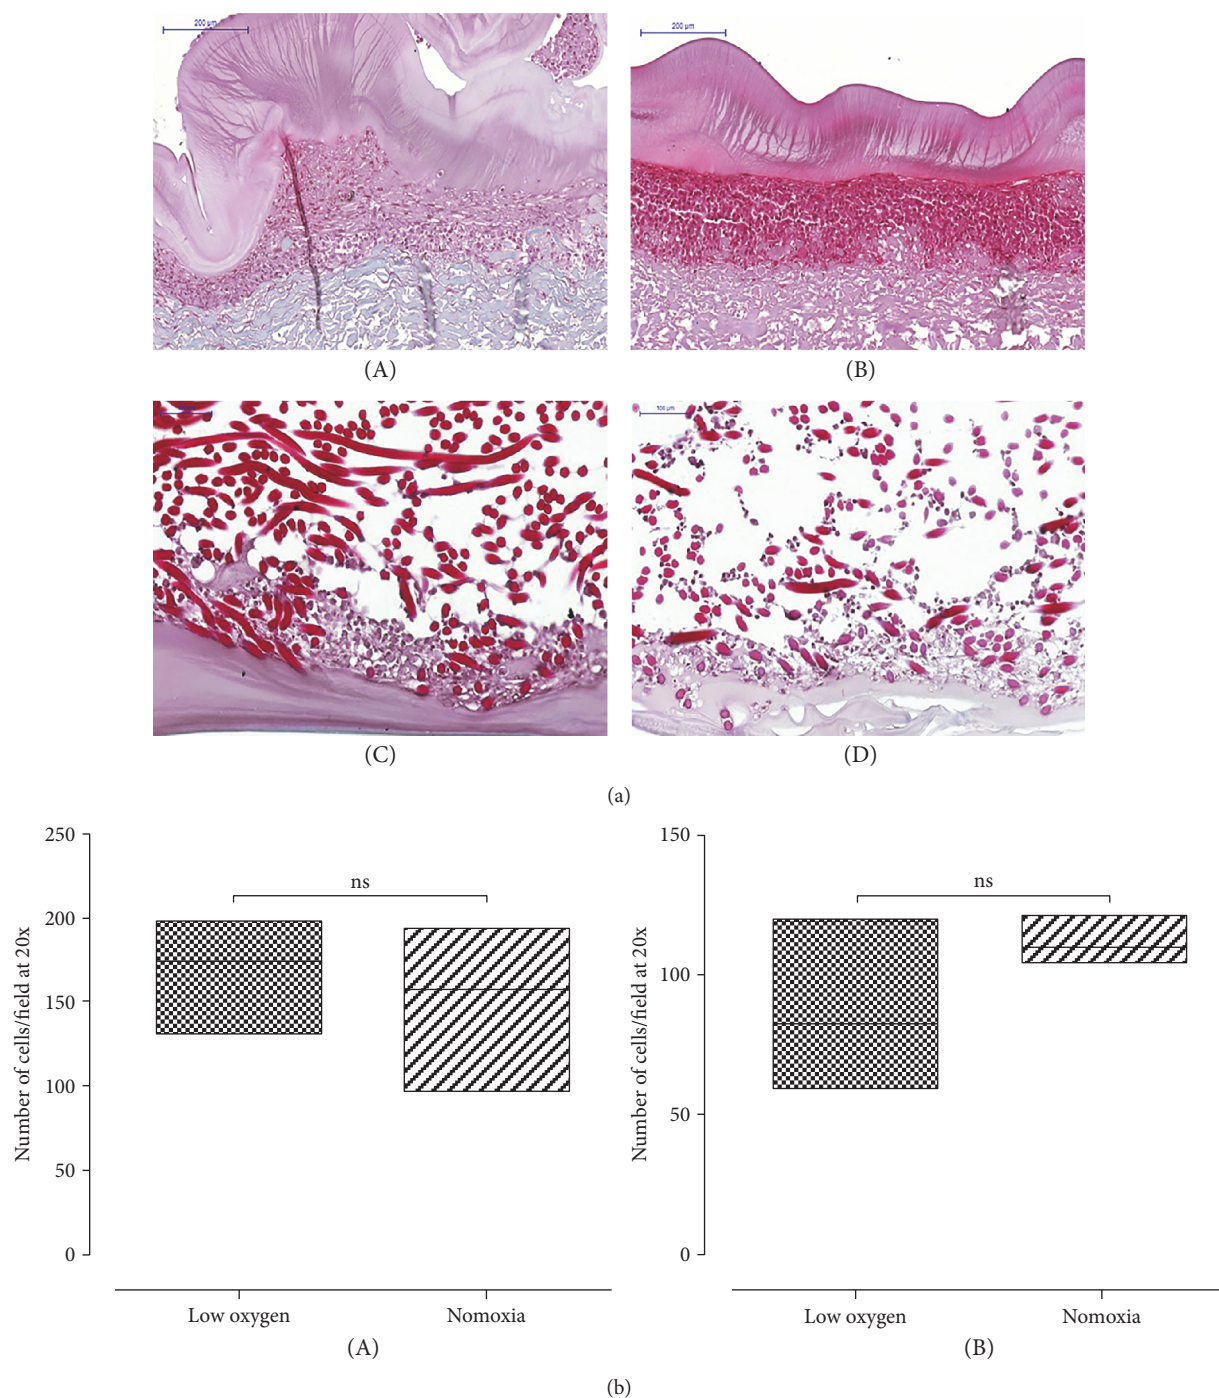 200 µm
200 µm
(A)
(B)
100 µm
(C)
(D)
(a)
250
200
150
100
50
0
Number of cells/field at 20x
ns
Low oxygen
Nomoxia
(A)
150
100
50
0
Number of cells/field at 20x
ns
Low oxygen
Nomoxia
(B)
(b)